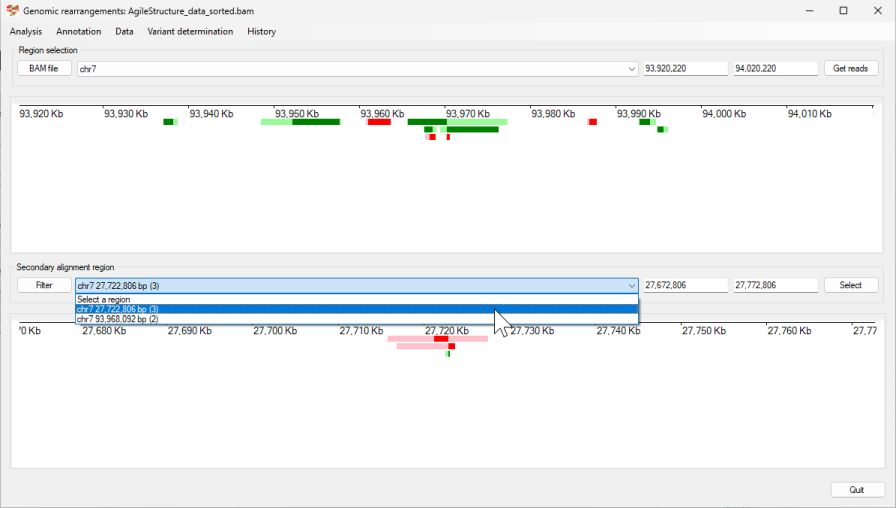 Genomic rearrangements: AgileStructure_data_sorted.bam
Analysis Annotation Data Variant determination History
Region selection
BAM file chr7 93,920,220 94,020,220 Get reads
93,920 Kb 93,930 Kb 93,940 Kb 93,950 Kb 93,960 Kb 93,970 Kb 93,980 Kb 93,990 Kb 94,000 Kb 94,010 Kb
Secondary alignment region
Filter chr7 27,722,806 bp (3) 27,672,806 27,772,806 Select
Select a region
chr7 27,722,806 bp (3)
chr7 93,968,092 bp (2)
'0 Kb 27,680 Kb 27,690 Kb 27,700 Kb 27,710 Kb 27,720 Kb 27,730 Kb 27,740 Kb 27,750 Kb 27,760 Kb 27,77
Quit